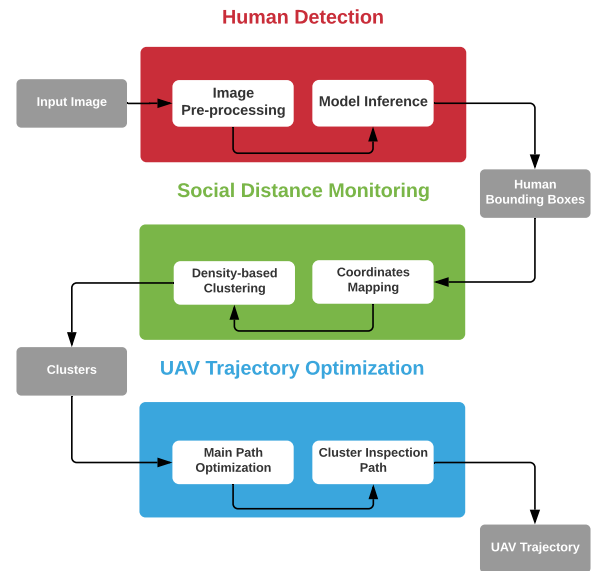 Human Detection
Input Image
Image
Pre-processing
Model Inference
Human
Bounding Boxes
Social Distance Monitoring
Density-based
Clustering
Coordinates
Mapping
Clusters
UAV Trajectory Optimization
Main Path
Optimization
Cluster Inspection
Path
UAV Trajectory